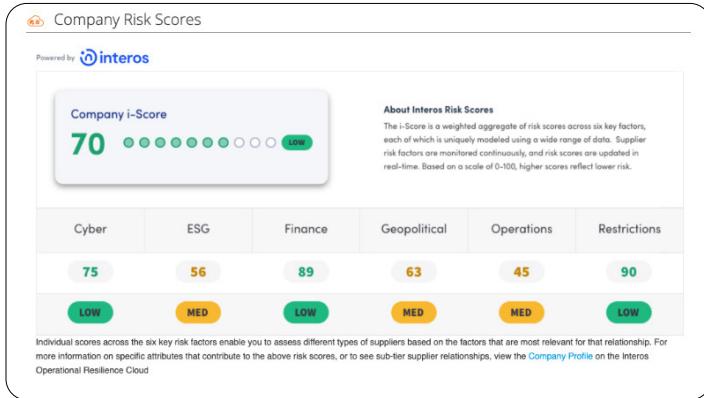 Company Risk Scores
Powered by interos
Company i-Score
70 LOW
About Interos Risk Scores
The i-Score is a weighted aggregate of risk scores across six key factors,
each of which is uniquely modeled using a wide range of data. Supplier
risk factors are monitored continuously, and risk scores are updated in
real-time. Based on a scale of 0-100, higher scores reflect lower risk.
Cyber ESG Finance Geopolitical Operations Restrictions
75 56 89 63 45 90
LOW MED LOW MED MED LOW
Individual scores across the six key risk factors enable you to assess different types of suppliers based on the factors that are most relevant for that relationship. For
more information on specific attributes that contribute to the above risk scores, or to see sub-tier supplier relationships, view the Company Profile on the Interos
Operational Resilience Cloud